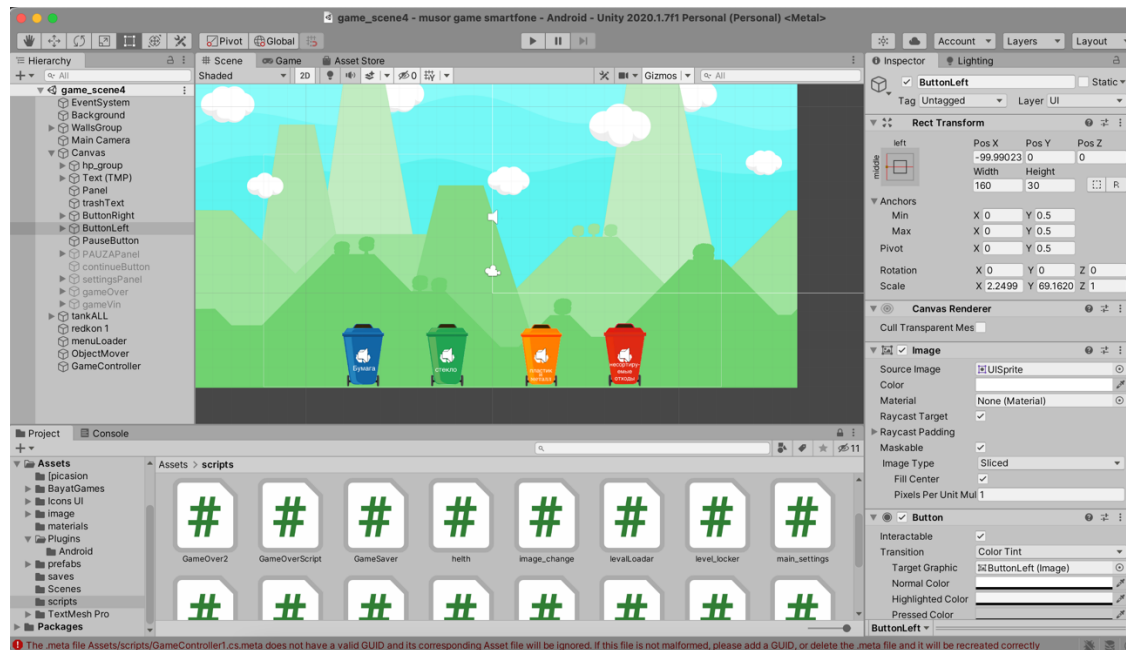 game_scene4 - musor game smartfone - Android - Unity 2020.1.7f1 Personal (Personal) <Metal>
Pivot Global Account Layers Layout
Hierarchy
All
game_scene4
EventSystem
Background
WallsGroup
Main Camera
Canvas
hp_group
Text (TMP)
Panel
trashText
ButtonRight
ButtonLeft
PauseButton
PAUZAPanel
continueButton
settingsPanel
gameOver
gameVin
tankALL
redkon 1
menuLoader
ObjectMover
GameController
Scene Game Asset Store
Shaded 2D 0 Gizmos All
Бумага
стекло
пластик
и
металл
несортиру-
емые
отходы
Inspector Lighting
ButtonLeft Static
Tag Untagged Layer UI
Rect Transform
left Pos X Pos Y Pos Z
middle -99.99023 0 0
Width Height
160 30 R
Anchors
Min X 0 Y 0.5
Max X 0 Y 0.5
Pivot X 0 Y 0.5
Rotation X 0 Y 0 Z 0
Scale X 2.2499 Y 69.1620 Z 1
Canvas Renderer
Cull Transparent Mes
Image
Source Image UISprite
Color
Material None (Material)
Raycast Target
Raycast Padding
Maskable
Image Type Sliced
Fill Center
Pixels Per Unit Mul 1
Button
Interactable
Transition Color Tint
Target Graphic ButtonLeft (Image)
Normal Color
Highlighted Color
Pressed Color
ButtonLeft
Project Console
11
Assets
[picasion
BayatGames
Icons UI
image
materials
Plugins
Android
prefabs
saves
Scenes
scripts
TextMesh Pro
Packages
Assets > scripts
# # # # # # # #
GameOver2 GameOverScript GameSaver helth image_change levalLoadar level_locker main_settings
# # # # # # # #
The .meta file Assets/scripts/GameController1.cs.meta does not have a valid GUID and its corresponding Asset file will be ignored. If this file is not malformed, please add a GUID, or delete the .meta file and it will be recreated correctly